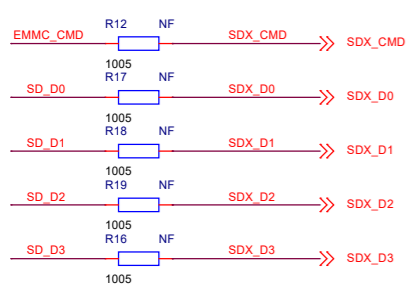 R12 NF
EMMC_CMD SDX_CMD SDX_CMD
1005
R17 NF
SD_D0 SDX_D0 SDX_D0
1005
R18 NF
SD_D1 SDX_D1 SDX_D1
1005
R19 NF
SD_D2 SDX_D2 SDX_D2
1005
R16 NF
SD_D3 SDX_D3 SDX_D3
1005